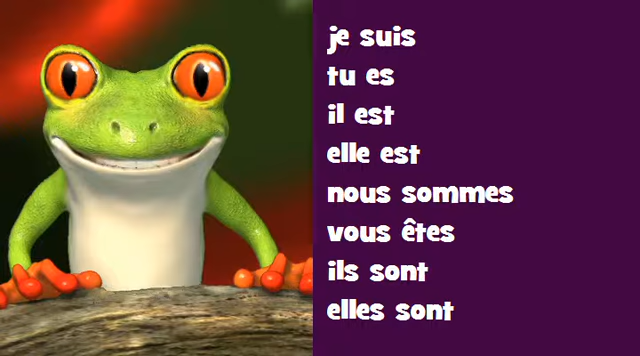 je suis
tu es
il est
elle est
nous sommes
vous êtes
ils sont
elles sont